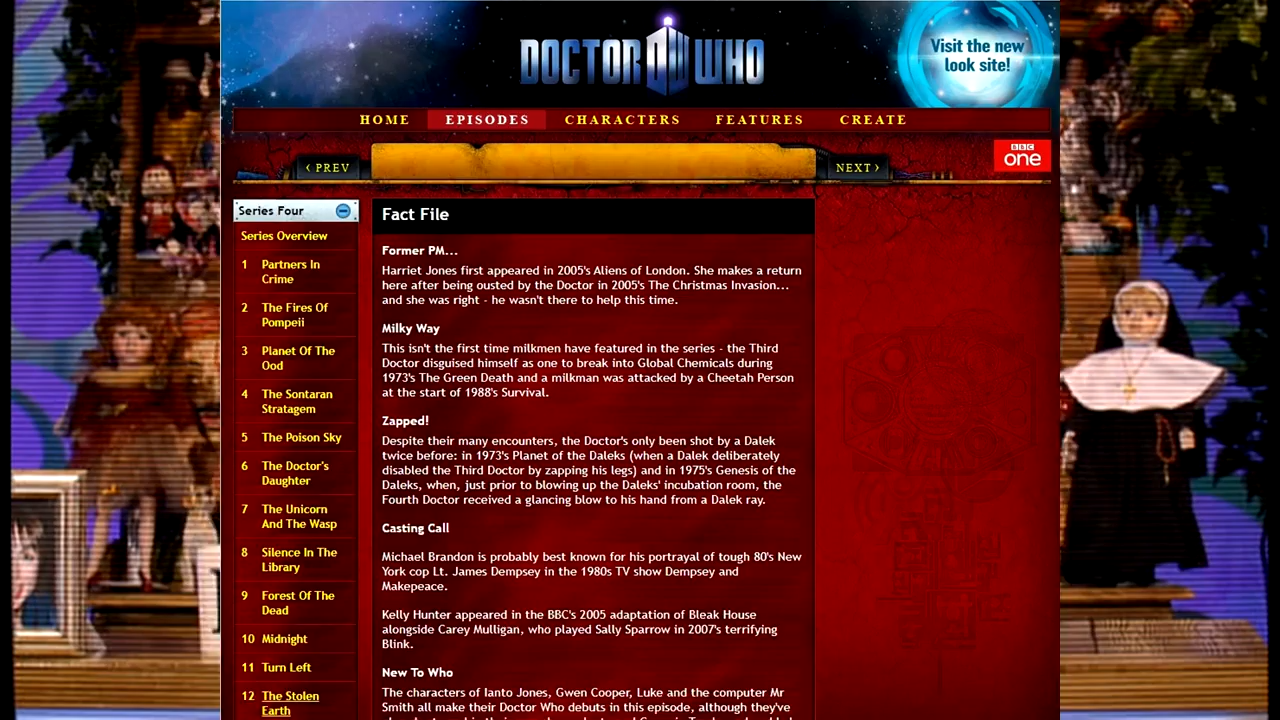 DOCTOR WHO
Visit the new
look site!
HOME EPISODES CHARACTERS FEATURES CREATE
‹ PREV
NEXT ›
BBC
one
Series Four
Series Overview
1 Partners In
Crime
2 The Fires Of
Pompeii
3 Planet Of The
Ood
4 The Sontaran
Stratagem
5 The Poison Sky
6 The Doctor's
Daughter
7 The Unicorn
And The Wasp
8 Silence In The
Library
9 Forest Of The
Dead
10 Midnight
11 Turn Left
12 The Stolen
Earth
Fact File
Former PM...
Harriet Jones first appeared in 2005's Aliens of London. She makes a return
here after being ousted by the Doctor in 2005's The Christmas Invasion...
and she was right - he wasn't there to help this time.
Milky Way
This isn't the first time milkmen have featured in the series - the Third
Doctor disguised himself as one to break into Global Chemicals during
1973's The Green Death and a milkman was attacked by a Cheetah Person
at the start of 1988's Survival.
Zapped!
Despite their many encounters, the Doctor's only been shot by a Dalek
twice before: in 1973's Planet of the Daleks (when a Dalek deliberately
disabled the Third Doctor by zapping his legs) and in 1975's Genesis of the
Daleks, when, just prior to blowing up the Daleks' incubation room, the
Fourth Doctor received a glancing blow to his hand from a Dalek ray.
Casting Call
Michael Brandon is probably best known for his portrayal of tough 80's New
York cop Lt. James Dempsey in the 1980s TV show Dempsey and
Makepeace.
Kelly Hunter appeared in the BBC's 2005 adaptation of Bleak House
alongside Carey Mulligan, who played Sally Sparrow in 2007's terrifying
Blink.
New To Who
The characters of Ianto Jones, Gwen Cooper, Luke and the computer Mr
Smith all make their Doctor Who debuts in this episode, although they've